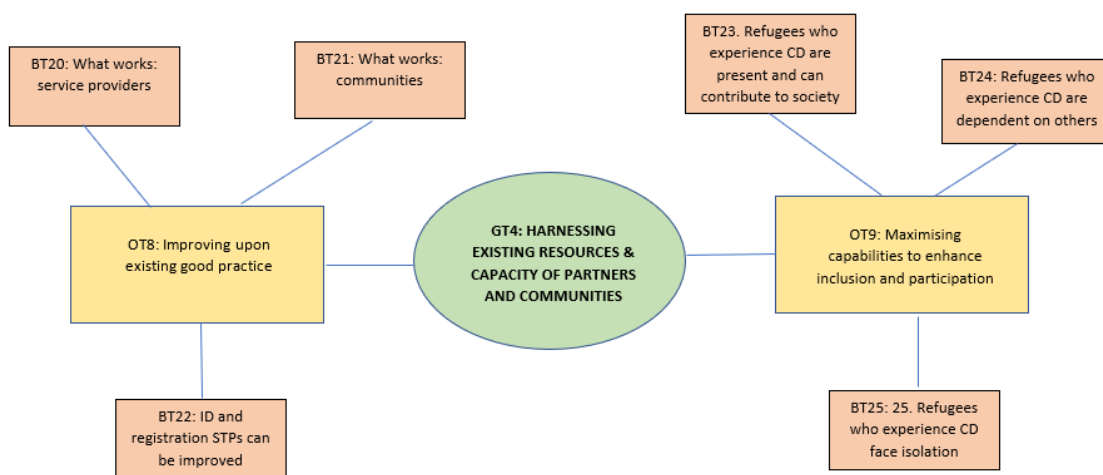 BT20: What works:
service providers
BT21: What works:
communities
BT23. Refugees who
experience CD are
present and can
contribute to society
BT24: Refugees who
experience CD are
dependent on others
OT8: Improving upon
existing good practice
GT4: HARNESSING
EXISTING RESOURCES &
CAPACITY OF PARTNERS
AND COMMUNITIES
OT9: Maximising
capabilities to enhance
inclusion and participation
BT22: ID and
registration STPs can
be improved
BT25: 25. Refugees
who experience CD
face isolation